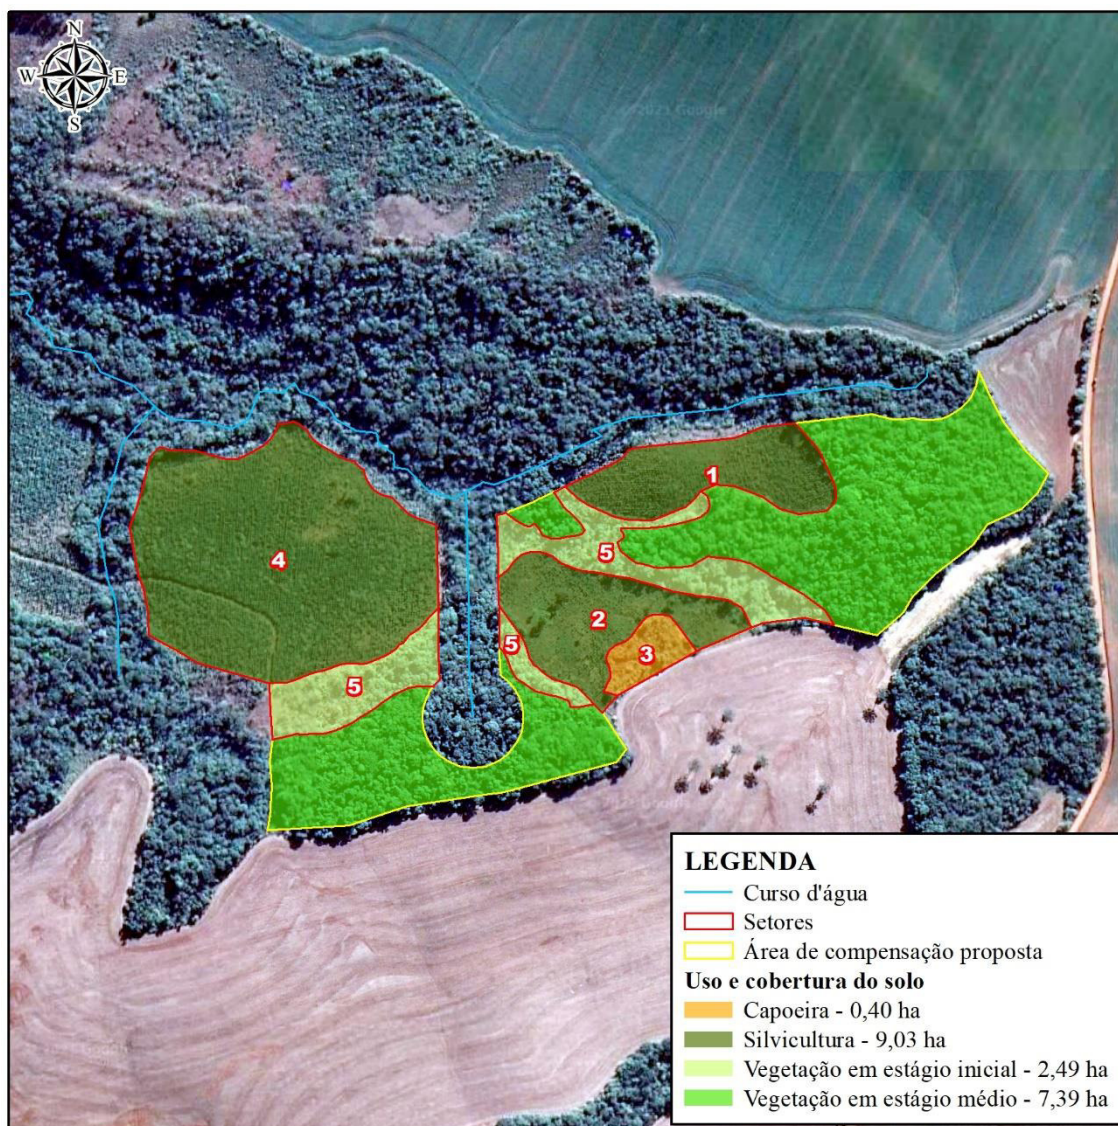 N
W E
S
1
5
4
2
5
3
5
LEGENDA
Curso d'água
Setores
Área de compensação proposta
Uso e cobertura do solo
Capoeira - 0,40 ha
Silvicultura - 9,03 ha
Vegetação em estágio inicial - 2,49 ha
Vegetação em estágio médio - 7,39 ha